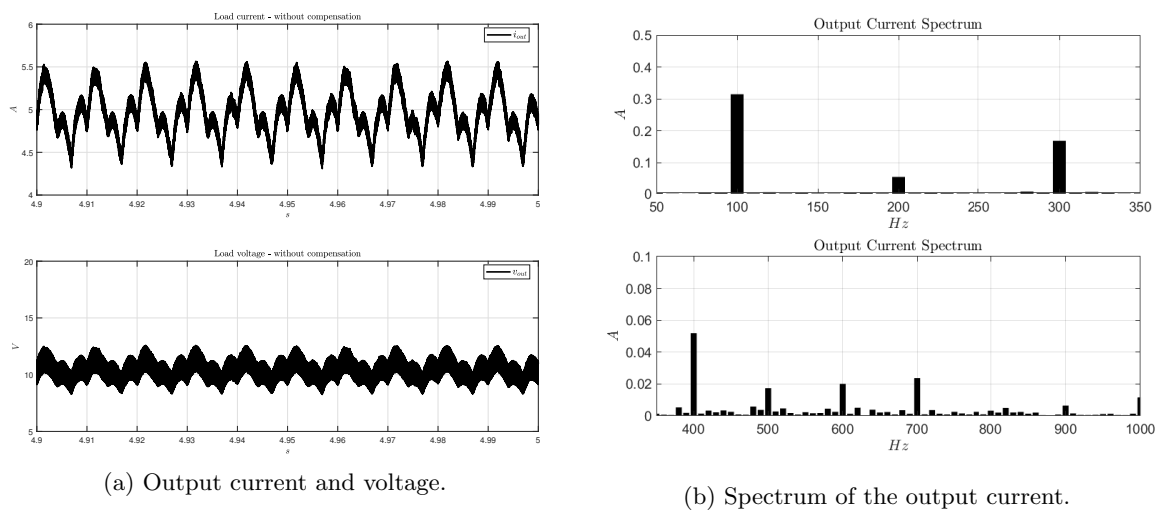 Load current - without compensation
6
5.5
5
4.5
4
A
i_out
4.9 4.91 4.92 4.93 4.94 4.95 4.96 4.97 4.98 4.99 5
s
Load voltage - without compensation
20
15
10
5
V
v_out
4.9 4.91 4.92 4.93 4.94 4.95 4.96 4.97 4.98 4.99 5
s
(a) Output current and voltage.
Output Current Spectrum
0.5
0.4
0.3
0.2
0.1
0
A
50 100 150 200 250 300 350
Hz
Output Current Spectrum
0.1
0.08
0.06
0.04
0.02
0
A
400 500 600 700 800 900 1000
Hz
(b) Spectrum of the output current.